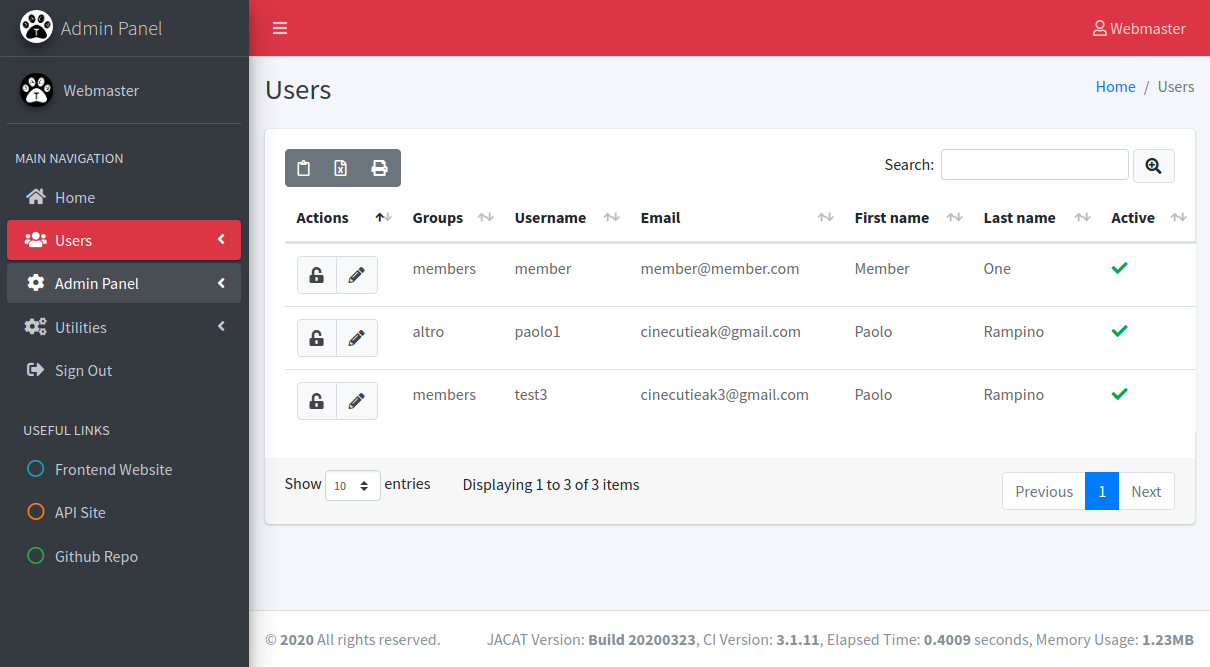 Admin Panel
Webmaster
Webmaster
MAIN NAVIGATION
Home
Users
Admin Panel
Utilities
Sign Out
USEFUL LINKS
Frontend Website
API Site
Github Repo
Users
Home / Users
Search:
Actions Groups Username Email First name Last name Active
members member member@member.com Member One
altro paolo1 cinecutieak@gmail.com Paolo Rampino
members test3 cinecutieak3@gmail.com Paolo Rampino
Show 10 entries Displaying 1 to 3 of 3 items
Previous 1 Next
© 2020 All rights reserved. JACAT Version: Build 20200323, CI Version: 3.1.11, Elapsed Time: 0.4009 seconds, Memory Usage: 1.23MB